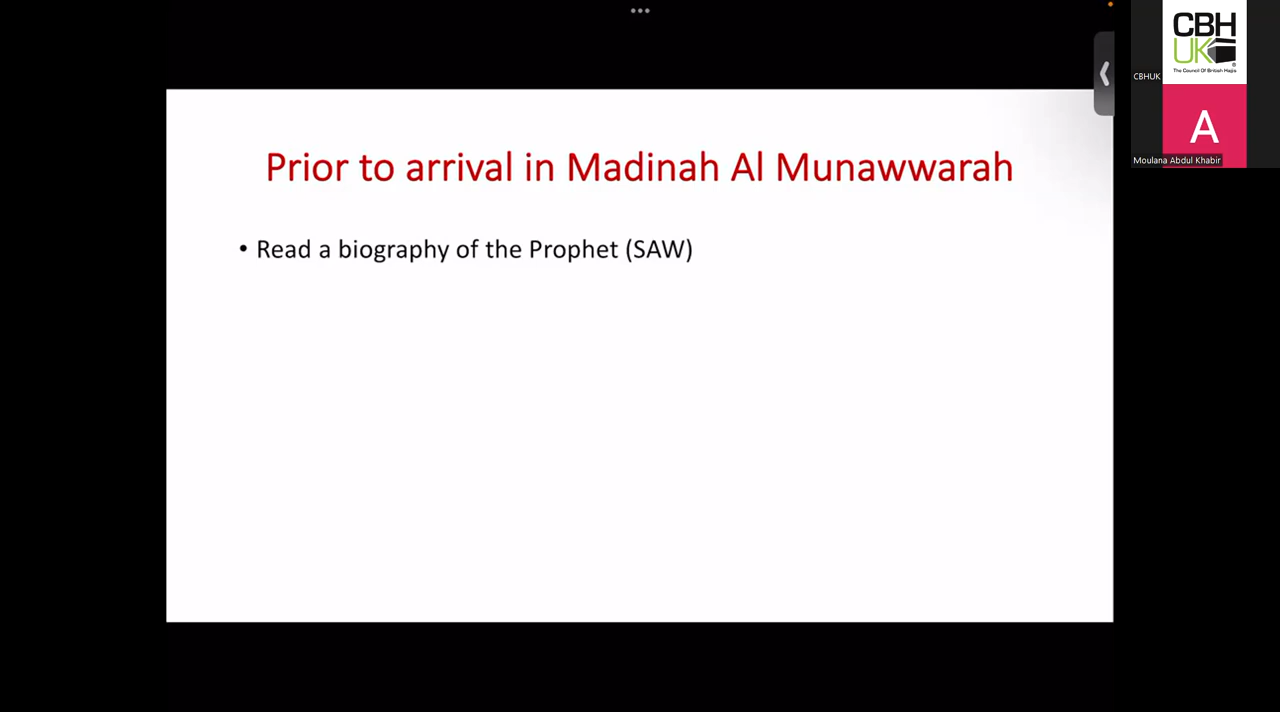 Prior to arrival in Madinah Al Munawwarah
• Read a biography of the Prophet (SAW)
CBH
UK
The Council Of British Hajjis
CBHUK
A
Moulana Abdul Khabir